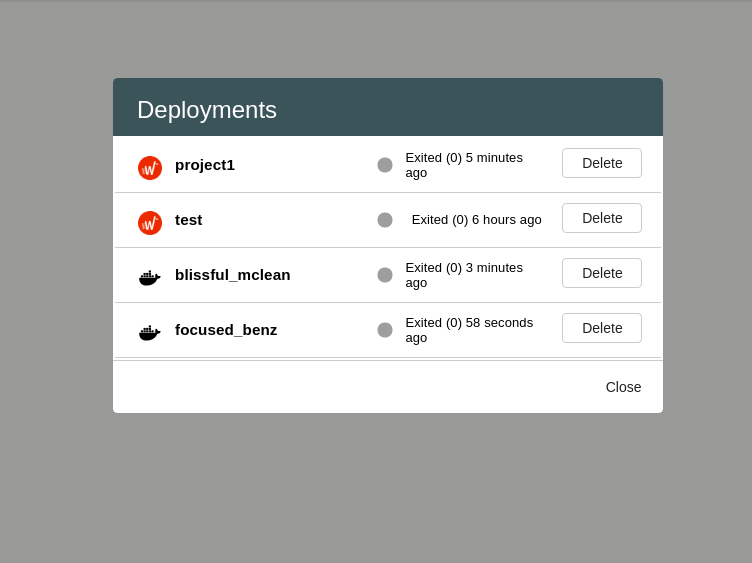 Deployments
project1
Exited (0) 5 minutes
ago
Delete
test
Exited (0) 6 hours ago
Delete
blissful_mclean
Exited (0) 3 minutes
ago
Delete
focused_benz
Exited (0) 58 seconds
ago
Delete
Close